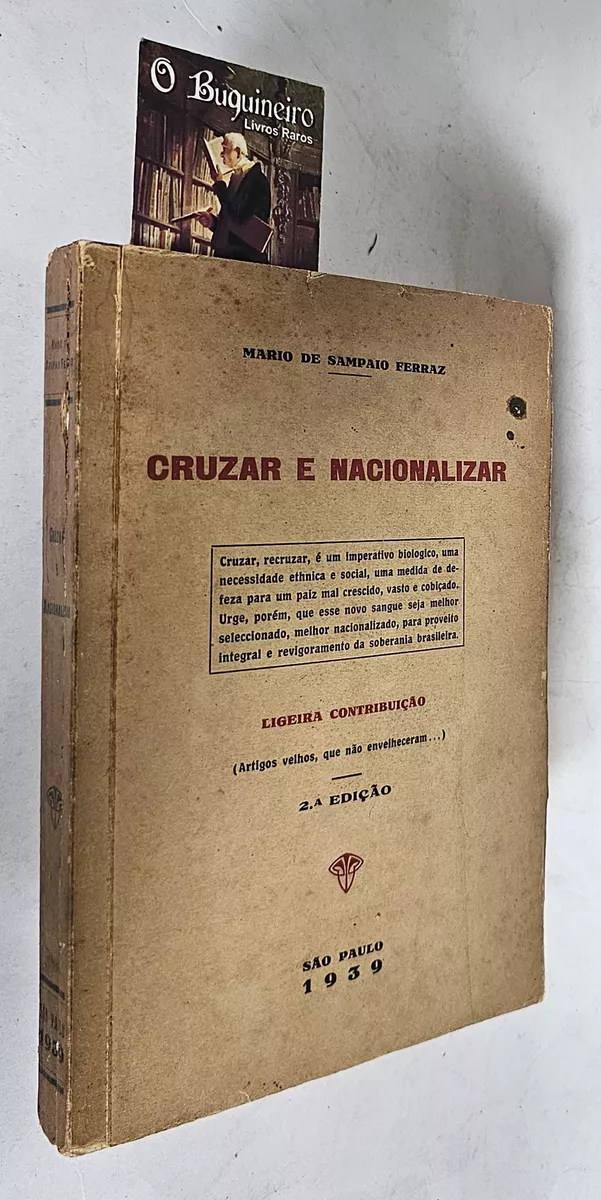 O Buquineiro
Livros Raros
MARIO DE SAMPAIO FERRAZ
CRUZAR E NACIONALIZAR
Cruzar, recruzar, é um imperativo biologico, uma
necessidade ethnica e social, uma medida de de-
feza para um paiz mal crescido, vasto e cobiçado.
Urge, porém, que esse novo sangue seja melhor
seleccionado, melhor nacionalizado, para proveito
integral e revigoramento da soberania brasileira.
LIGEIRA CONTRIBUIÇÃO
(Artigos velhos, que não envelheceram...)
2.A EDIÇÃO
SÃO PAULO
1939
1939